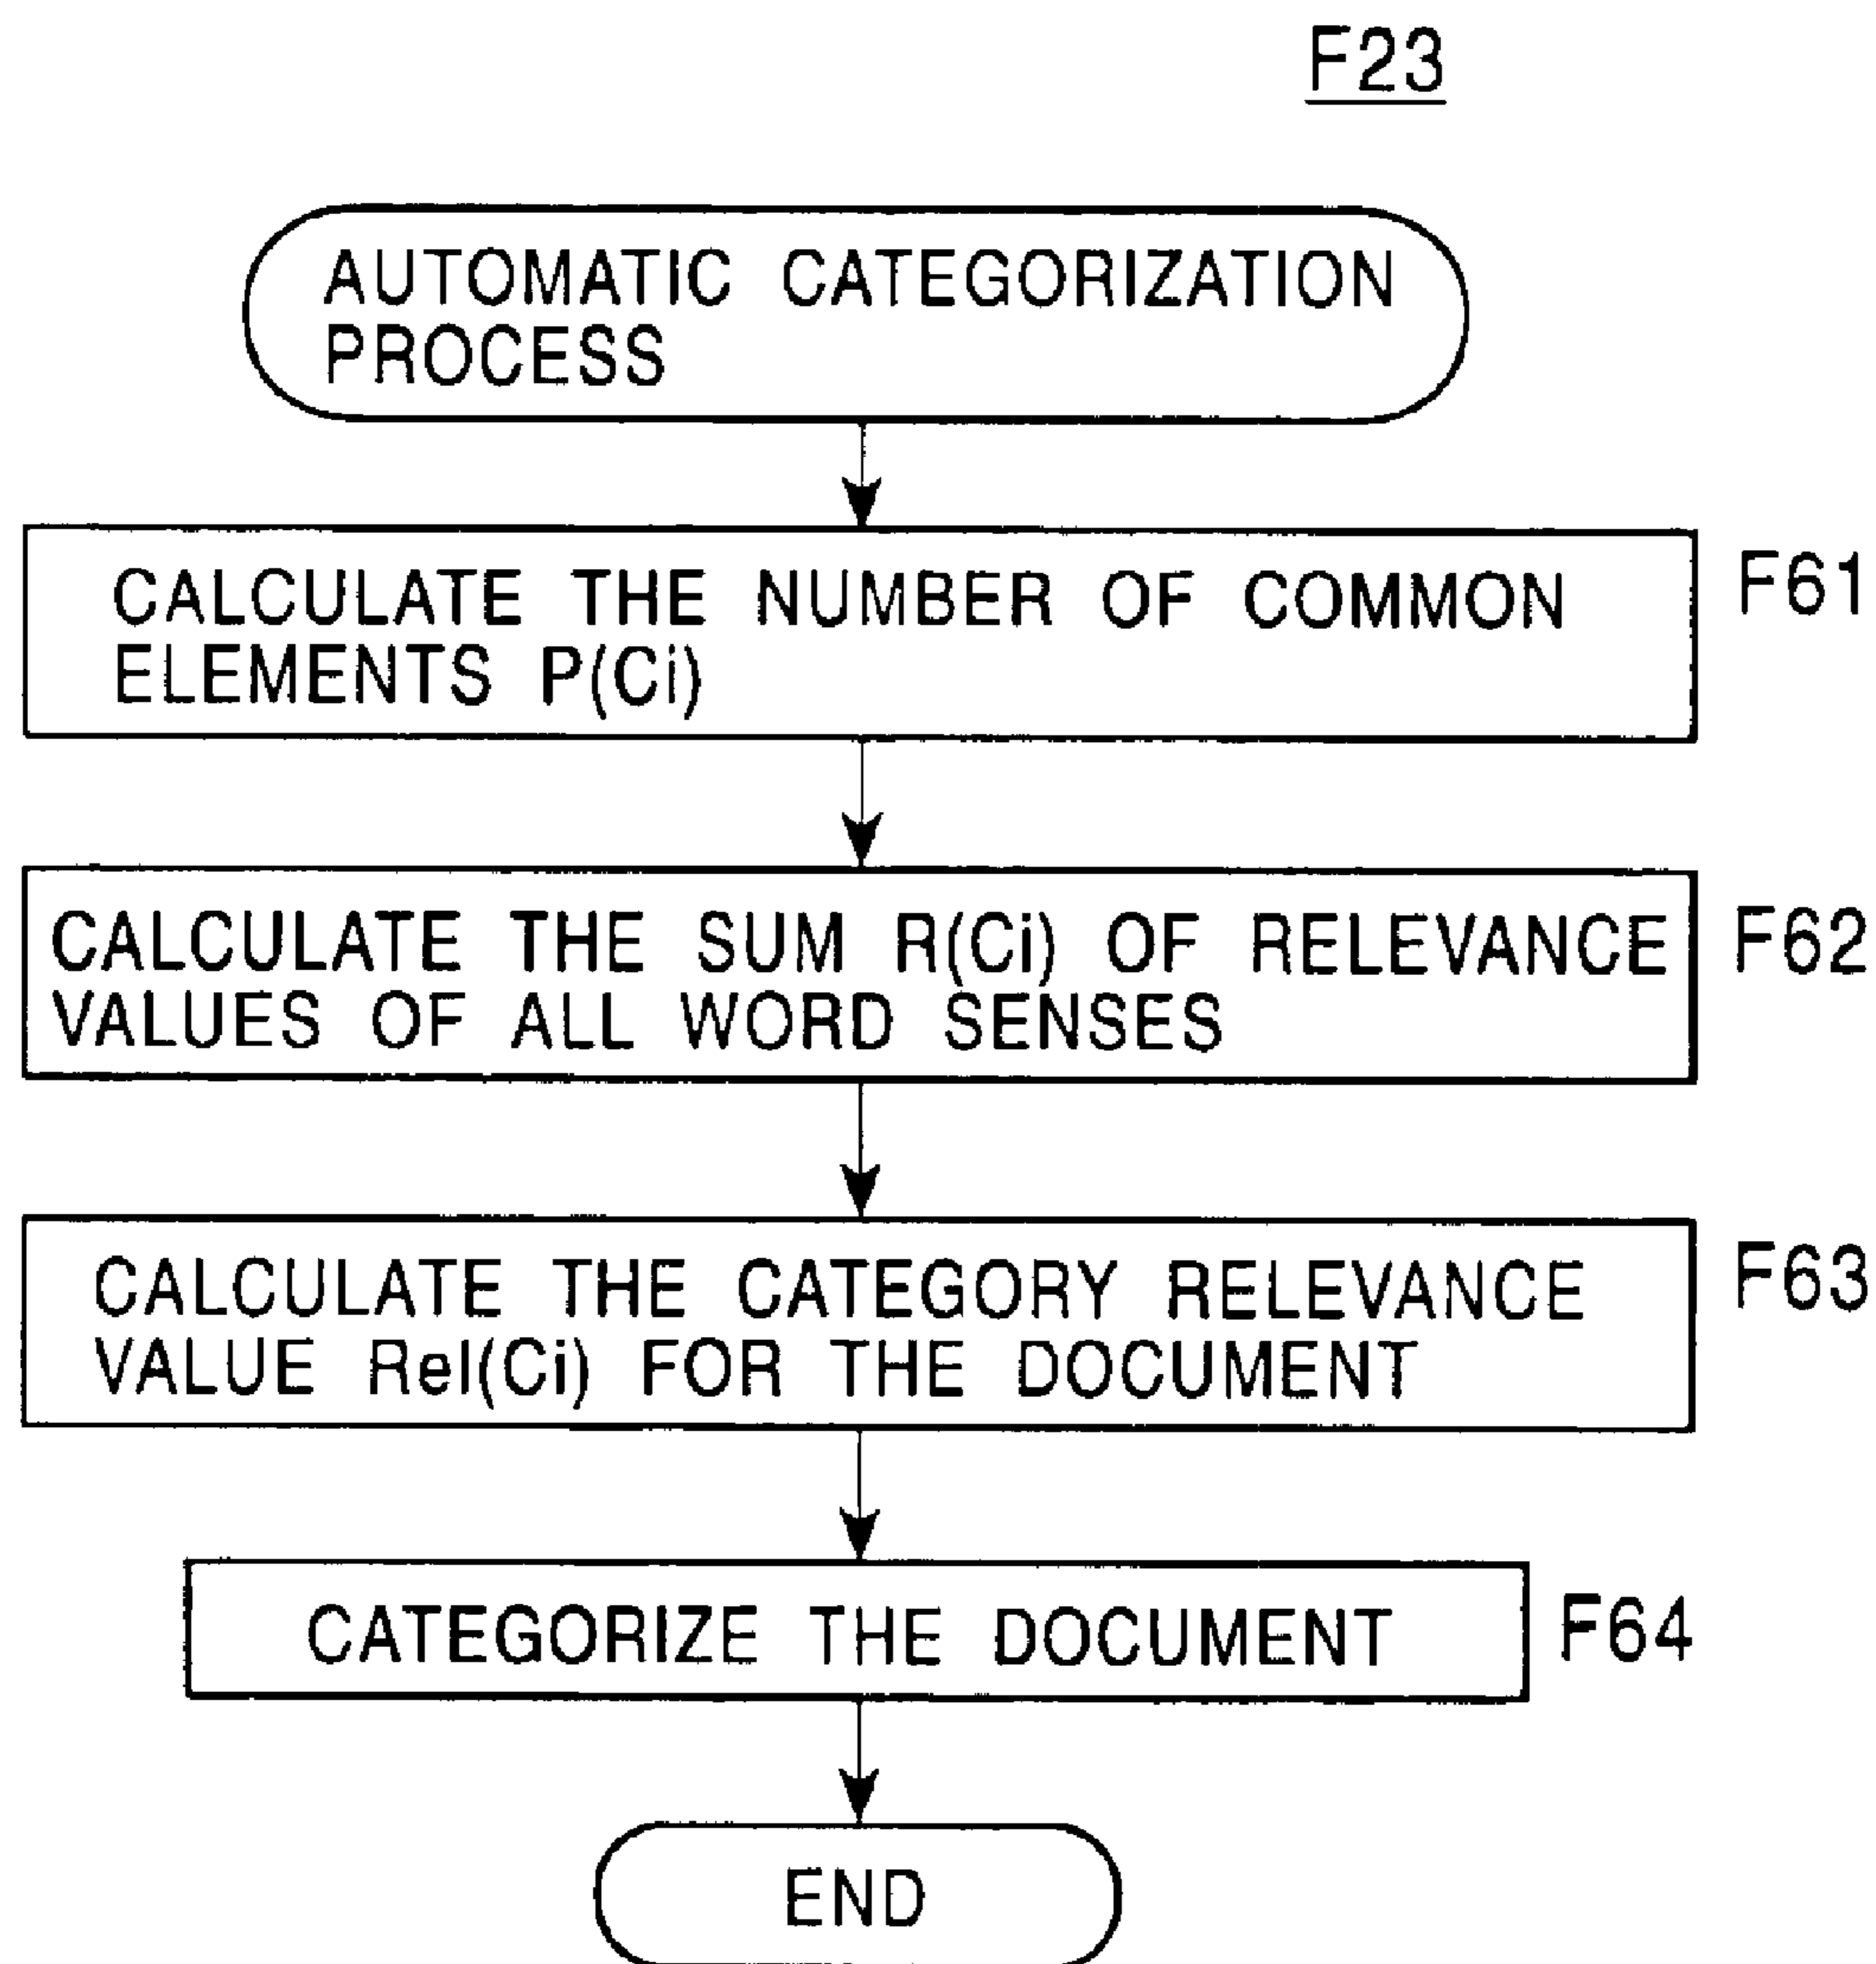 F23
AUTOMATIC CATEGORIZATION
PROCESS
CALCULATE THE NUMBER OF COMMON
ELEMENTS P(Ci)
F61
CALCULATE THE SUM R(Ci) OF RELEVANCE
VALUES OF ALL WORD SENSES
F62
CALCULATE THE CATEGORY RELEVANCE
VALUE Rel(Ci) FOR THE DOCUMENT
F63
CATEGORIZE THE DOCUMENT
F64
END